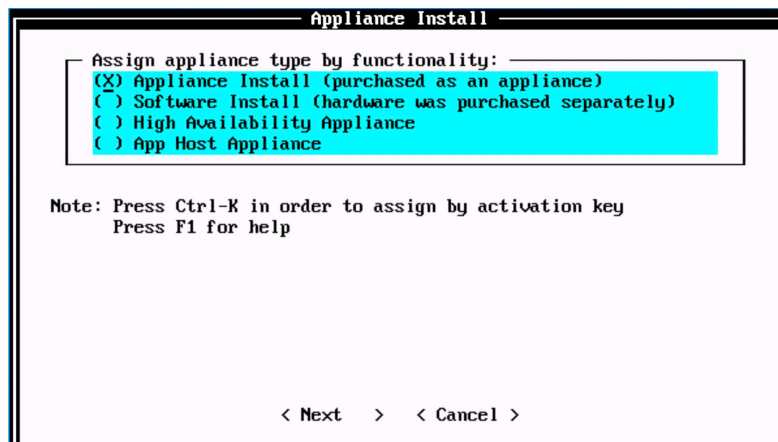 Appliance Install
Assign appliance type by functionality:
(X) Appliance Install (purchased as an appliance)
( ) Software Install (hardware was purchased separately)
( ) High Availability Appliance
( ) App Host Appliance
Note: Press Ctrl-K in order to assign by activation key
Press F1 for help
< Next > < Cancel >